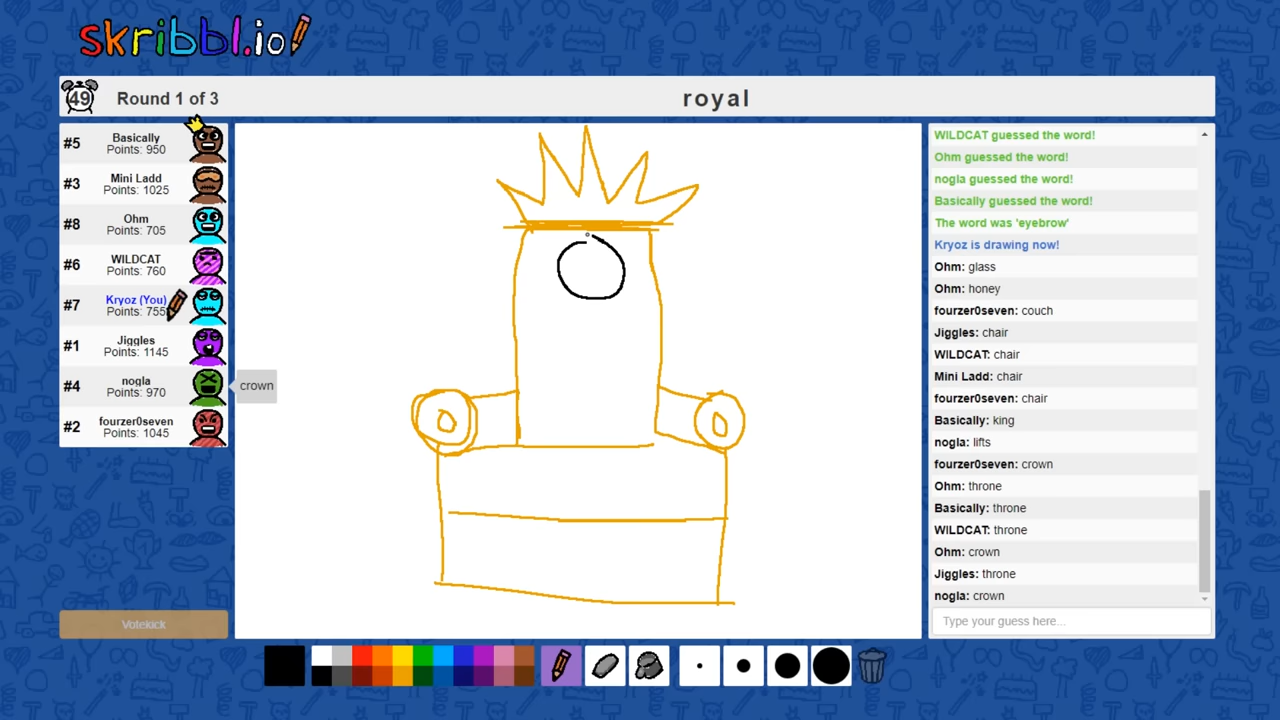 skribbl.io
49
Round 1 of 3
royal
#5
Basically
Points: 950
#3
Mini Ladd
Points: 1025
#8
Ohm
Points: 705
#6
WILDCAT
Points: 760
#7
Kryoz (You)
Points: 755
#1
Jiggles
Points: 1145
#4
nogla
Points: 970
crown
#2
fourzer0seven
Points: 1045
Votekick
WILDCAT guessed the word!
Ohm guessed the word!
nogla guessed the word!
Basically guessed the word!
The word was 'eyebrow'
Kryoz is drawing now!
Ohm: glass
Ohm: honey
fourzer0seven: couch
Jiggles: chair
WILDCAT: chair
Mini Ladd: chair
fourzer0seven: chair
Basically: king
nogla: lifts
fourzer0seven: crown
Ohm: throne
Basically: throne
WILDCAT: throne
Ohm: crown
Jiggles: throne
nogla: crown
Type your guess here...